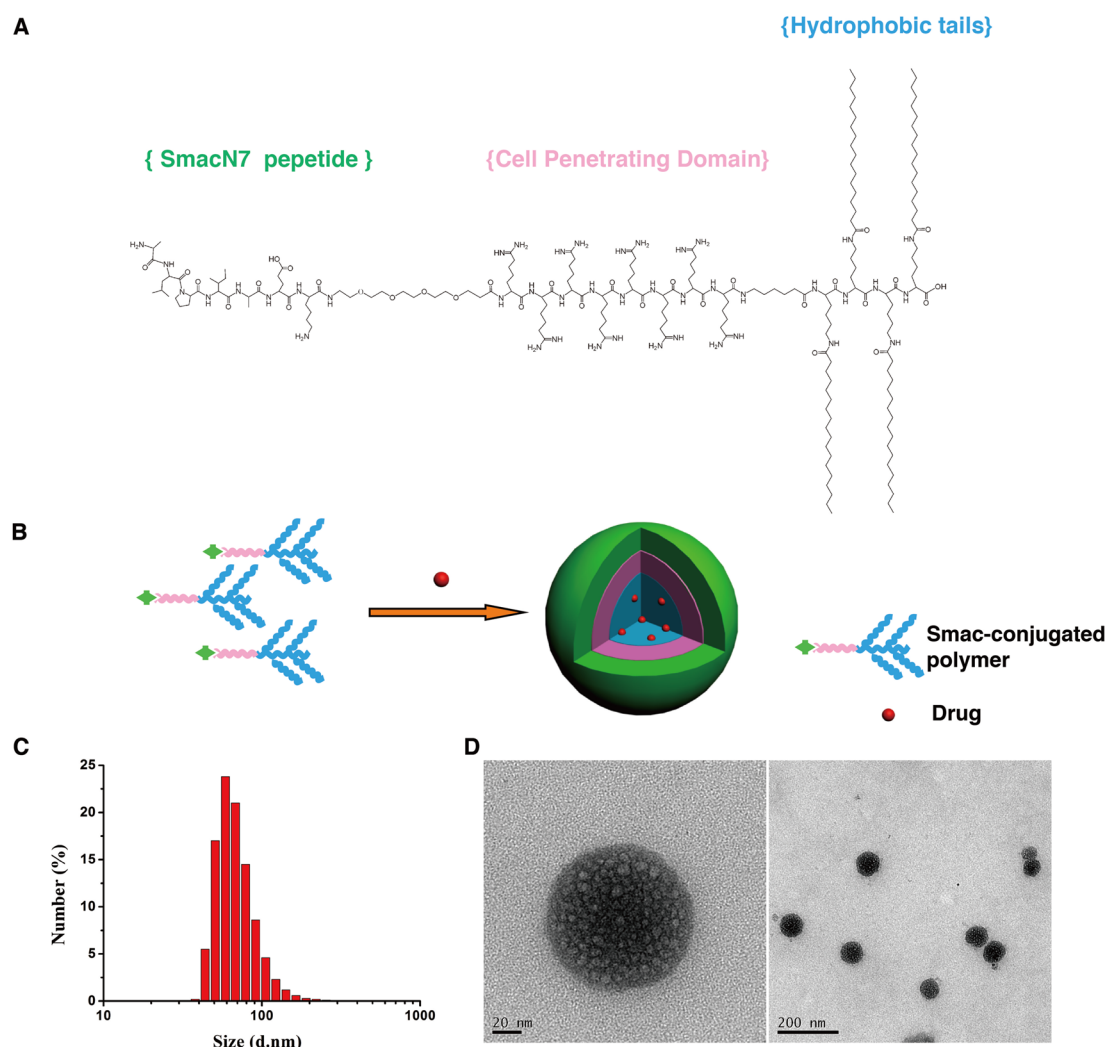 A
{Hydrophobic tails}
{ SmacN7 pepetide }
{Cell Penetrating Domain}
B
Smac-conjugated
polymer
Drug
C
25
20
15
10
5
0
10
100
1000
Number (%)
Size (d.nm)
D
20 nm
200 nm